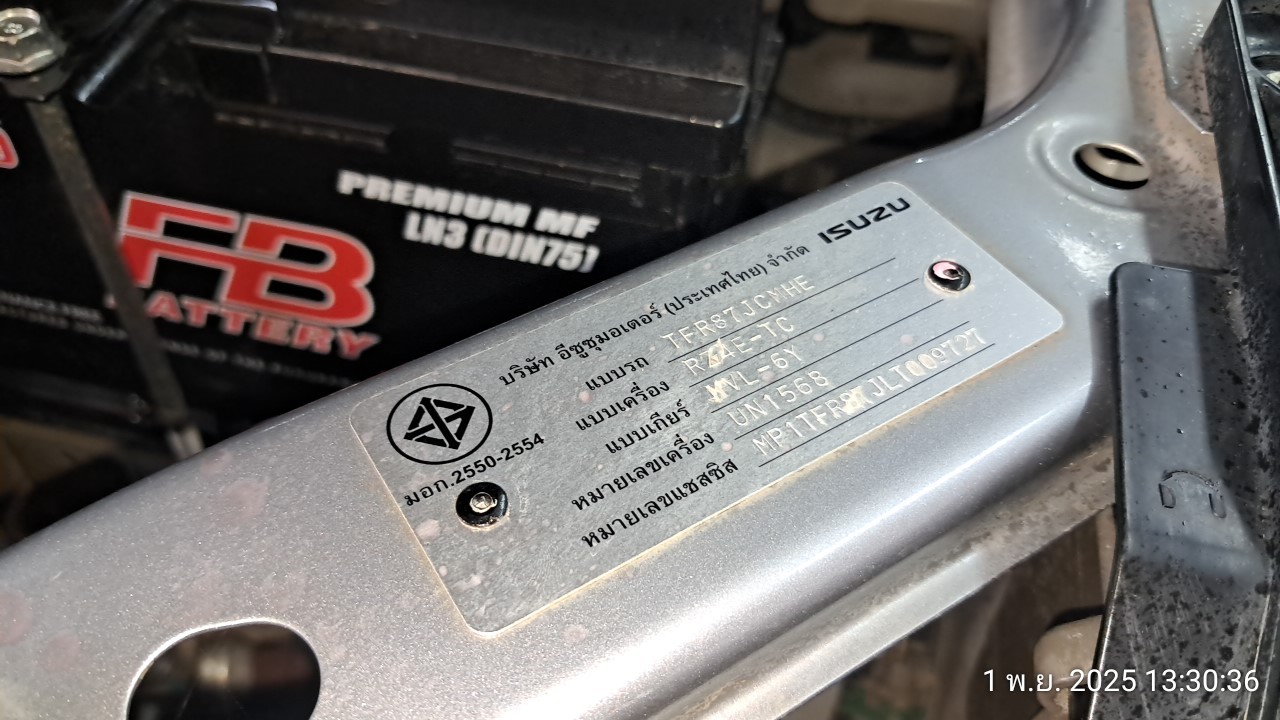 PREMIUM MF
LN3 (DIN75)
FB
BATTERY
ISUZU
บริษัท อีซูซุมอเตอร์ (ประเทศไทย) จำกัด
แบบรถ TFR87JCMHE
แบบเครื่อง RZ4E-TC
แบบเกียร์ MVL-6Y
หมายเลขเครื่อง UN1568
หมายเลขแชสซิส MP1TFR87JLT009727
มอก.2550-2554
1 พ.ย. 2025 13:30:36